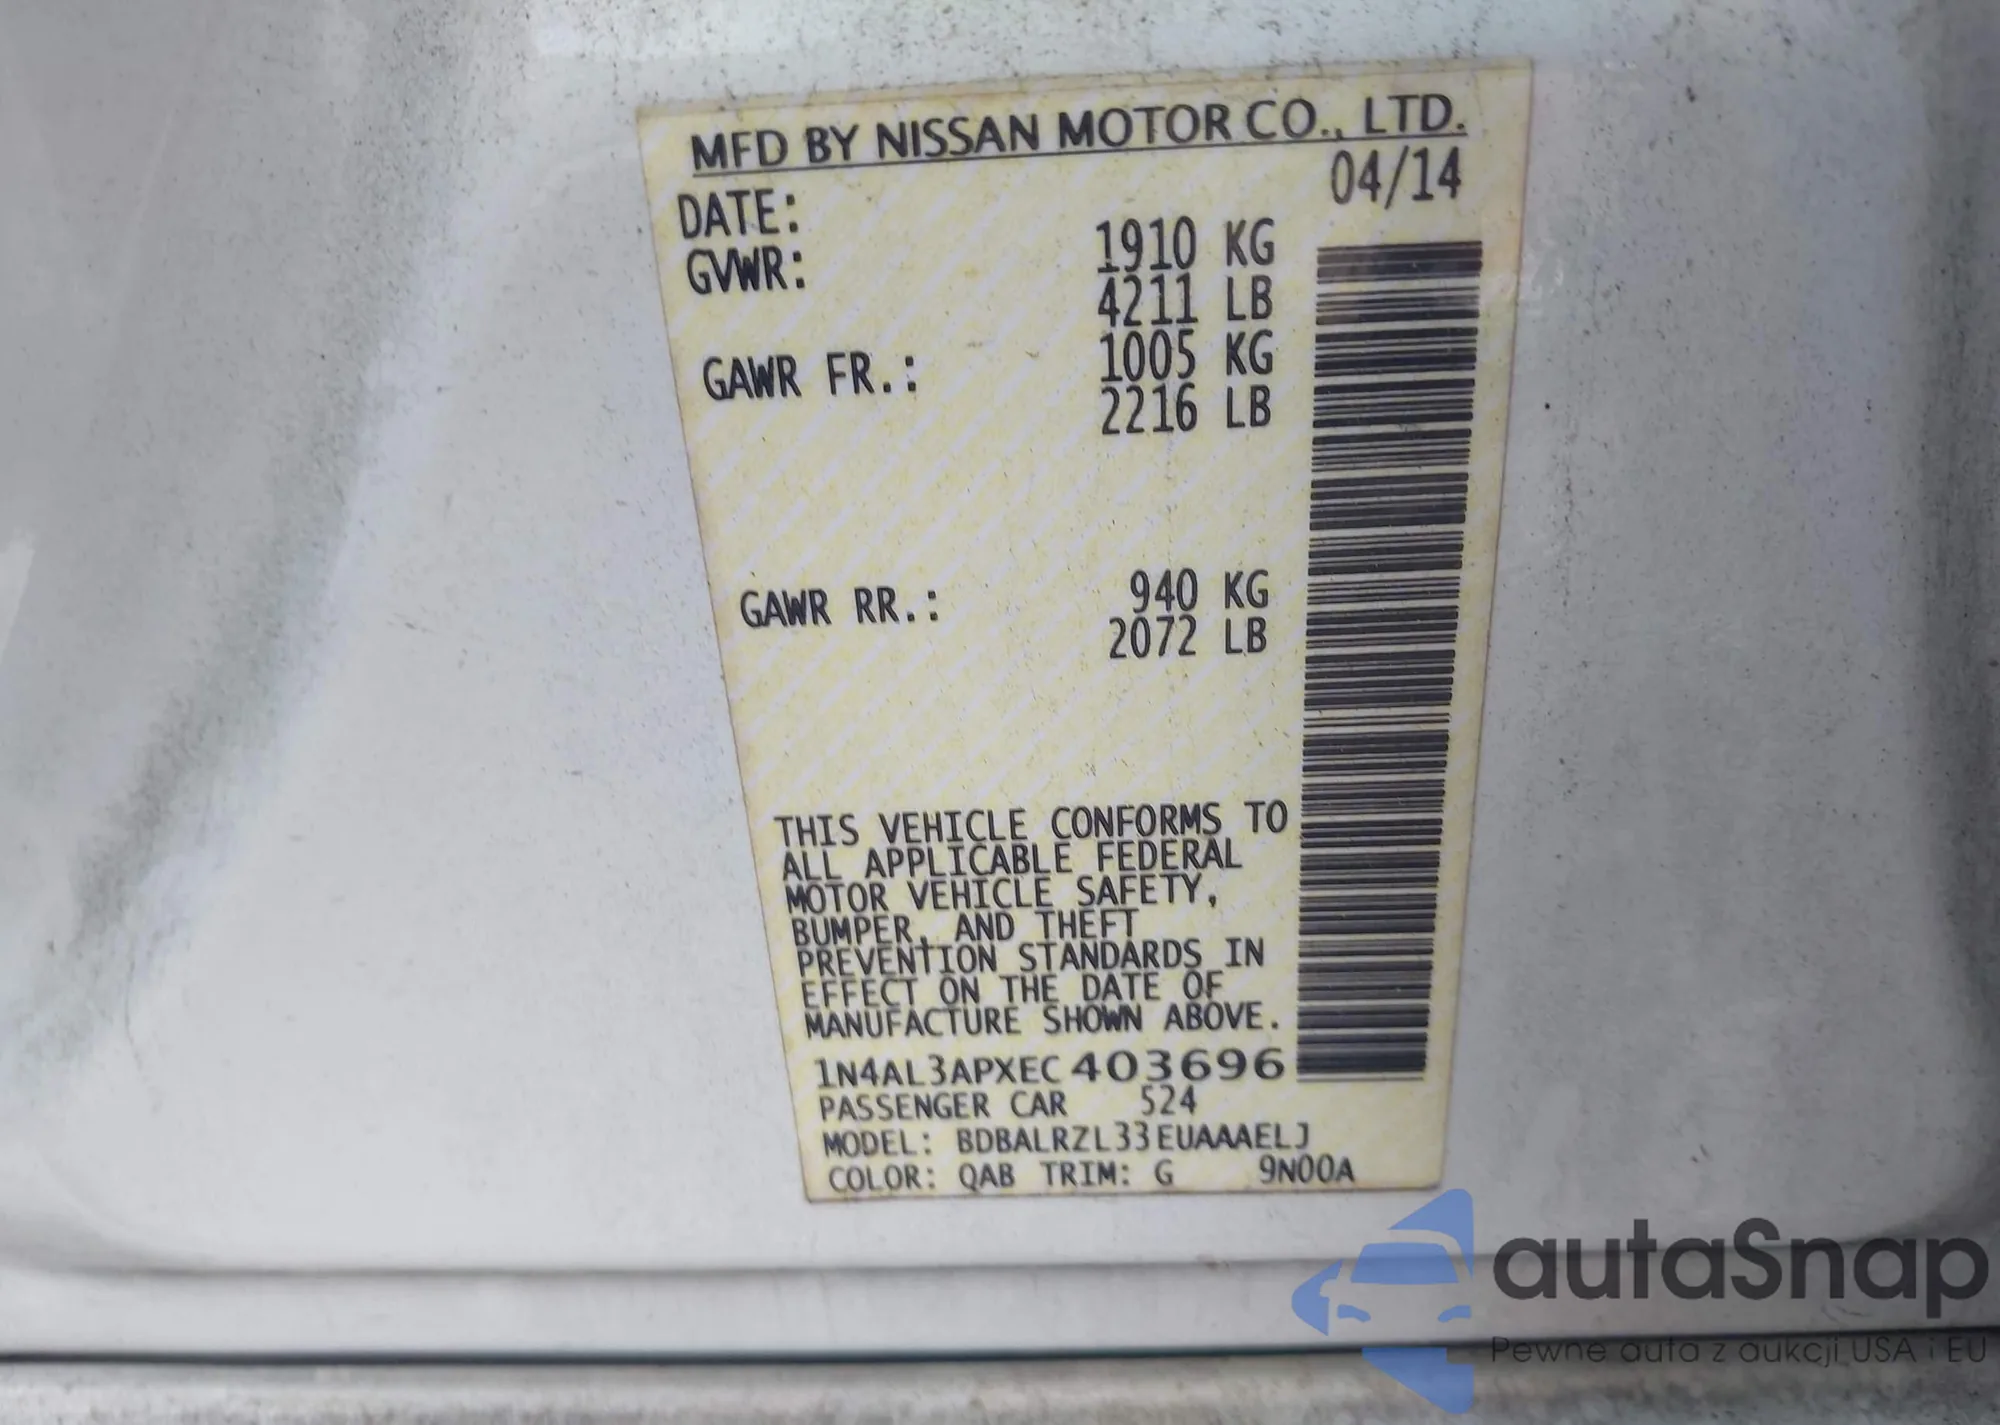 MFD BY NISSAN MOTOR CO., LTD.
DATE: 04/14
GVWR: 1910 KG
4211 LB
GAWR FR.: 1005 KG
2216 LB
GAWR RR.: 940 KG
2072 LB
THIS VEHICLE CONFORMS TO
ALL APPLICABLE FEDERAL
MOTOR VEHICLE SAFETY,
BUMPER, AND THEFT
PREVENTION STANDARDS IN
EFFECT ON THE DATE OF
MANUFACTURE SHOWN ABOVE.
1N4AL3APXEC403696
PASSENGER CAR 524
MODEL: BDBALRZL33EUAAAELJ
COLOR: QAB TRIM: G 9N00A
autaSnap
Pewne auta z aukcji USA i EU